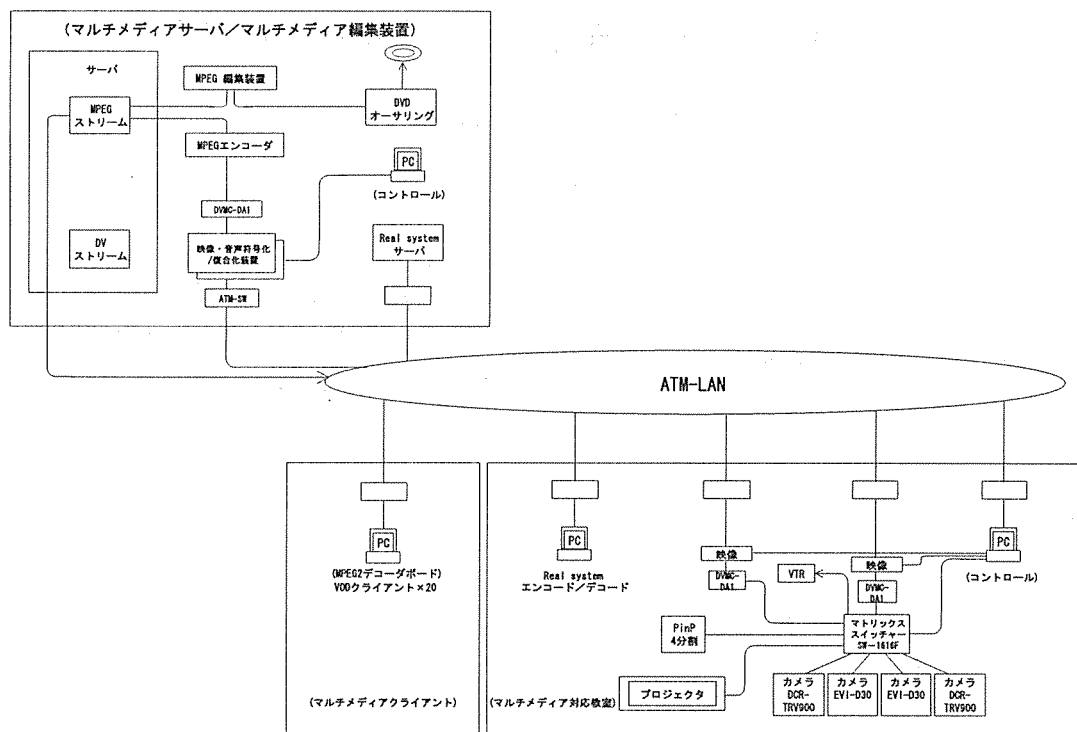 (マルチメディアサーバ/マルチメディア編集装置)
サーバ
MPEG
ストリーム
DV
ストリーム
MPEG 編集装置
MPEGエンコーダ
DVMC-DA1
映像・音声符号化
/復合化装置
ATM-SW
DVD
オーサリング
PC
(コントロール)
Real system
サーバ
ATM-LAN
PC
(MPEG2デコーダボード)
VODクライアント×20
(マルチメディアクライアント)
PC
Real system
エンコード/デコード
映像
DVMC-
DA1
VTR
映像
DVMC-
DA1
PC
(コントロール)
PinP
4分割
マトリックス
スイッチャー
SW-1616F
プロジェクタ
カメラ
DCR-
TRV900
カメラ
EVI-D30
カメラ
EVI-D30
カメラ
DCR-
TRV900
(マルチメディア対応教室)